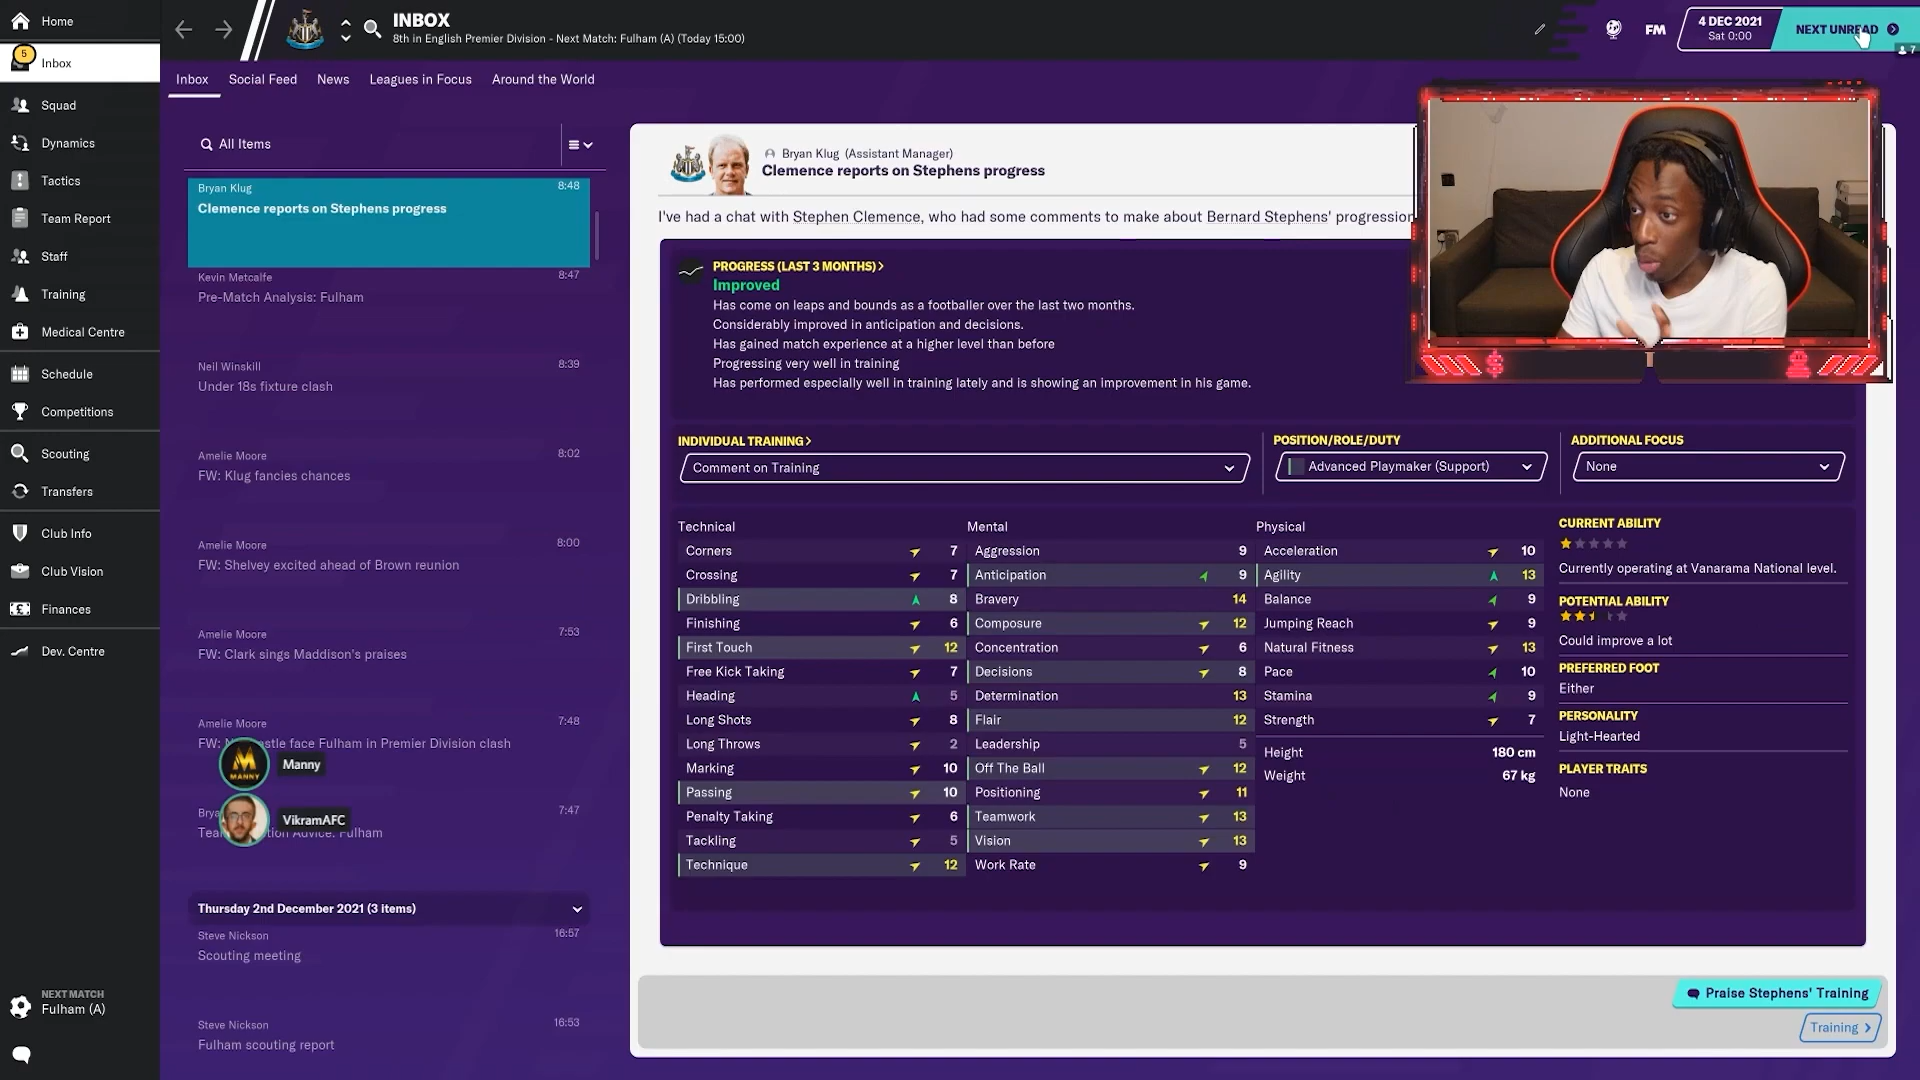 Home
INBOX
8th in English Premier Division - Next Match: Fulham (A) (Today 15:00)
FM
4 DEC 2021
Sat 0:00
NEXT UNREAD
7
5
Inbox
Squad
Dynamics
Tactics
Team Report
Staff
Training
Medical Centre
Schedule
Competitions
Scouting
Transfers
Club Info
Club Vision
Finances
Dev. Centre
NEXT MATCH
Fulham (A)
Inbox Social Feed News Leagues in Focus Around the World
All Items
Bryan Klug 8:48
Clemence reports on Stephens progress
Kevin Metcalfe 8:47
Pre-Match Analysis: Fulham
Neil Winskill 8:39
Under 18s fixture clash
Amelie Moore 8:02
FW: Klug fancies chances
Amelie Moore 8:00
FW: Shelvey excited ahead of Brown reunion
Amelie Moore 7:53
FW: Clark sings Maddison's praises
Amelie Moore 7:48
FW: N castle face Fulham in Premier Division clash
MANNY
Manny
Brya 7:47
VikramAFC
Tea tion Advice: Fulham
Thursday 2nd December 2021 (3 items)
Steve Nickson 16:57
Scouting meeting
Steve Nickson 16:53
Fulham scouting report
Bryan Klug (Assistant Manager)
Clemence reports on Stephens progress
I've had a chat with Stephen Clemence, who had some comments to make about Bernard Stephens' progression
PROGRESS (LAST 3 MONTHS) >
Improved
Has come on leaps and bounds as a footballer over the last two months.
Considerably improved in anticipation and decisions.
Has gained match experience at a higher level than before
Progressing very well in training
Has performed especially well in training lately and is showing an improvement in his game.
INDIVIDUAL TRAINING >
Comment on Training
POSITION/ROLE/DUTY
Advanced Playmaker (Support)
ADDITIONAL FOCUS
None
Technical
Corners 7
Crossing 7
Dribbling 8
Finishing 6
First Touch 12
Free Kick Taking 7
Heading 5
Long Shots 8
Long Throws 2
Marking 10
Passing 10
Penalty Taking 6
Tackling 5
Technique 12
Mental
Aggression 9
Anticipation 9
Bravery 14
Composure 12
Concentration 6
Decisions 8
Determination 13
Flair 12
Leadership 5
Off The Ball 12
Positioning 11
Teamwork 13
Vision 13
Work Rate 9
Physical
Acceleration 10
Agility 13
Balance 9
Jumping Reach 9
Natural Fitness 13
Pace 10
Stamina 9
Strength 7
Height 180 cm
Weight 67 kg
CURRENT ABILITY
Currently operating at Vanarama National level.
POTENTIAL ABILITY
Could improve a lot
PREFERRED FOOT
Either
PERSONALITY
Light-Hearted
PLAYER TRAITS
None
Praise Stephens' Training
Training >